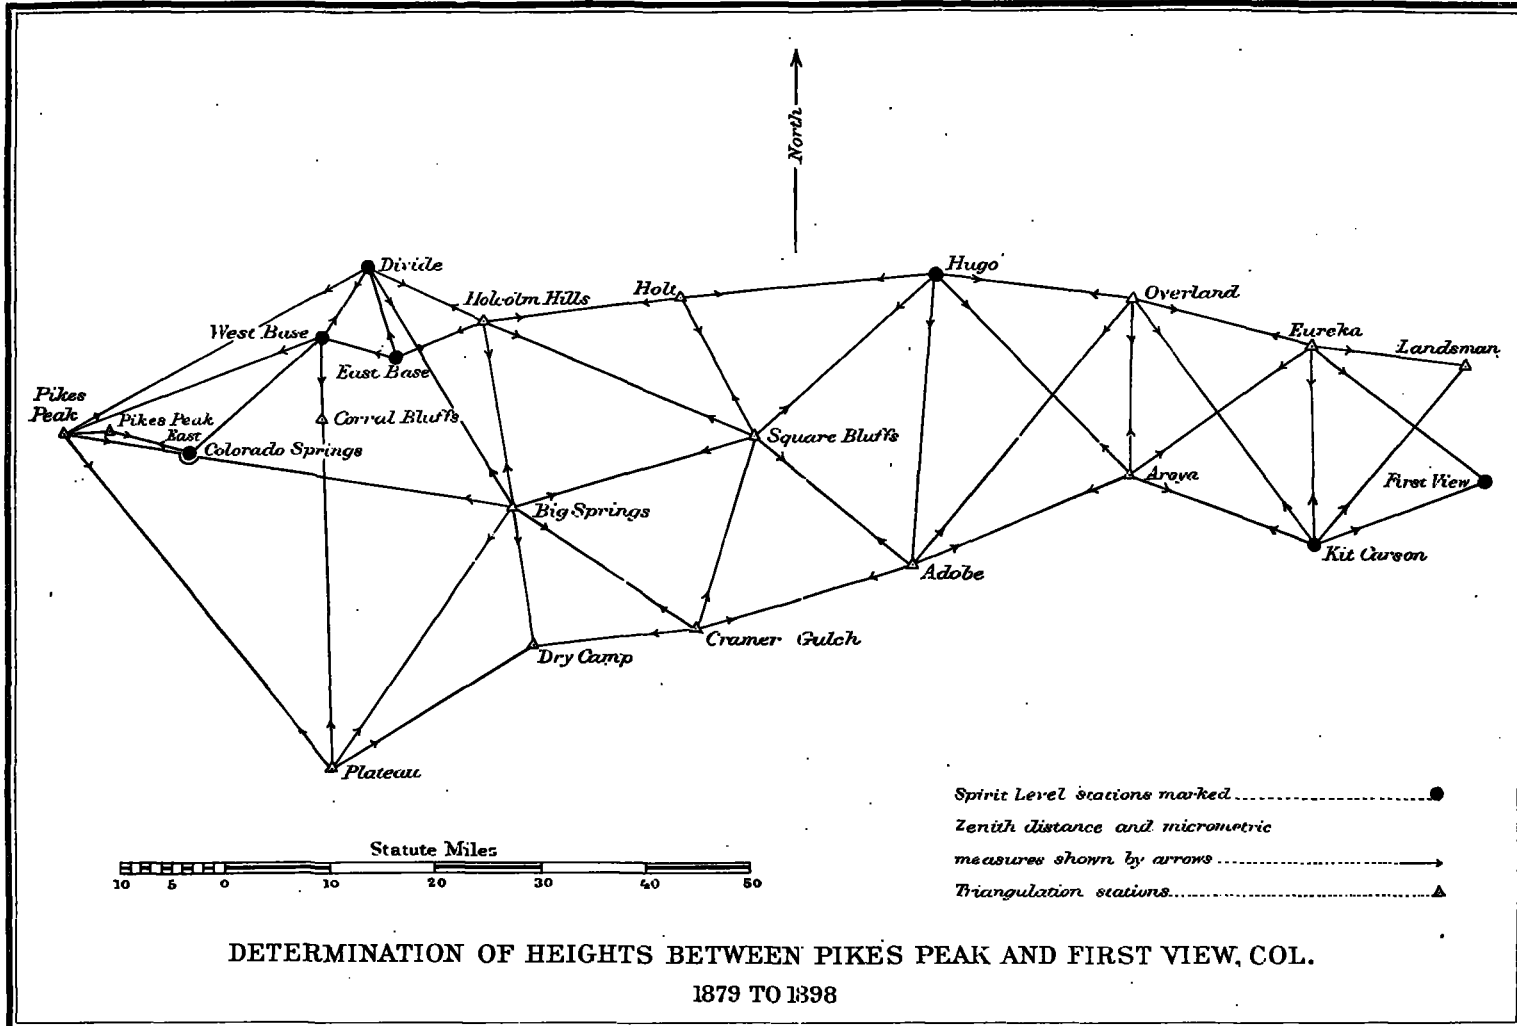 North
Divide
Hugo
Holcolm Hills
Holt
Overland
West Base
Eureka
East Base
Landsman
Pikes
Peak
Pikes Peak
East
Corral Bluffs
Colorado Springs
Square Bluffs
Aroya
First View
Big Springs
Kit Carson
Adobe
Cramer Gulch
Dry Camp
Plateau
Spirit Level stations marked
Zenith distance and micrometric
measures shown by arrows
Triangulation stations
Statute Miles
10 5 0 10 20 30 40 50
DETERMINATION OF HEIGHTS BETWEEN PIKES PEAK AND FIRST VIEW, COL.
1879 TO 1898